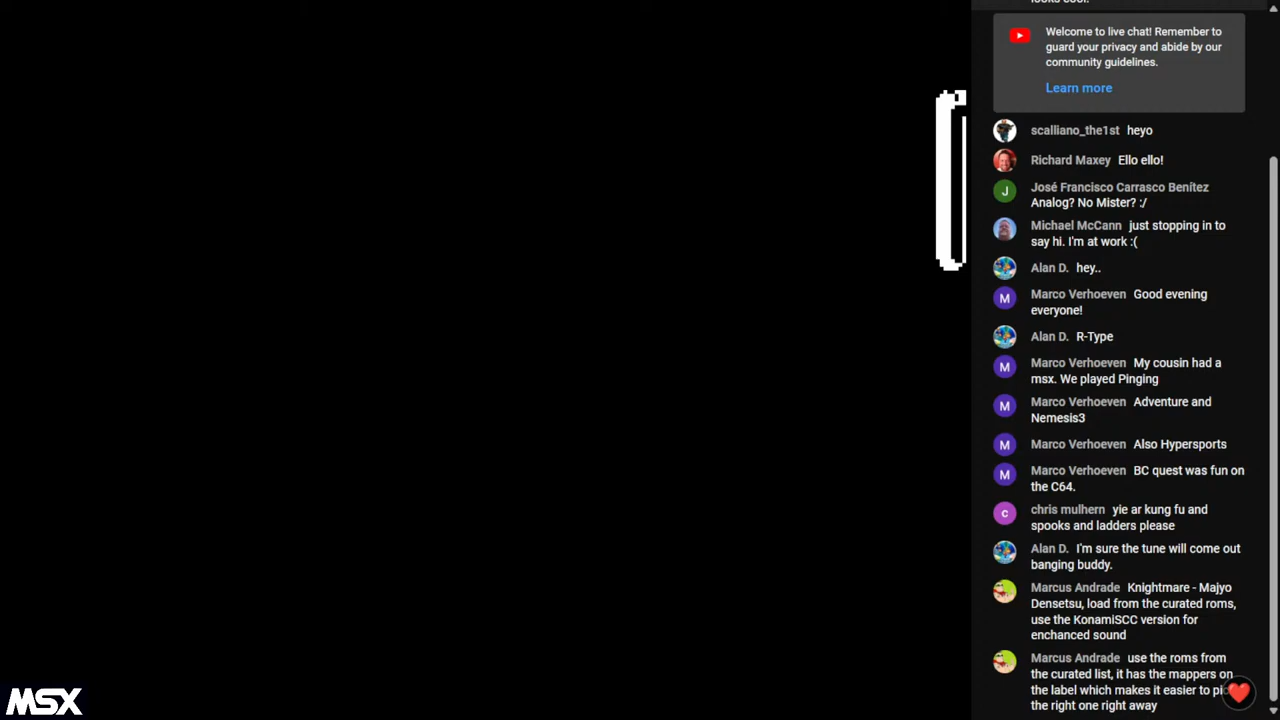 Welcome to live chat! Remember to
guard your privacy and abide by our
community guidelines.
Learn more
scalliano_the1st heyo
Richard Maxey Ello ello!
J
José Francisco Carrasco Benítez
Analog? No Mister? :/
Michael McCann just stopping in to
say hi. I'm at work :(
Alan D. hey..
M
Marco Verhoeven Good evening
everyone!
Alan D. R-Type
M
Marco Verhoeven My cousin had a
msx. We played Pinging
M
Marco Verhoeven Adventure and
Nemesis3
M
Marco Verhoeven Also Hypersports
M
Marco Verhoeven BC quest was fun on
the C64.
c
chris mulhern yie ar kung fu and
spooks and ladders please
Alan D. I'm sure the tune will come out
banging buddy.
Marcus Andrade Knightmare - Majyo
Densetsu, load from the curated roms,
use the KonamiSCC version for
enchanced sound
Marcus Andrade use the roms from
the curated list, it has the mappers on
the label which makes it easier to
the right one right away
MSX